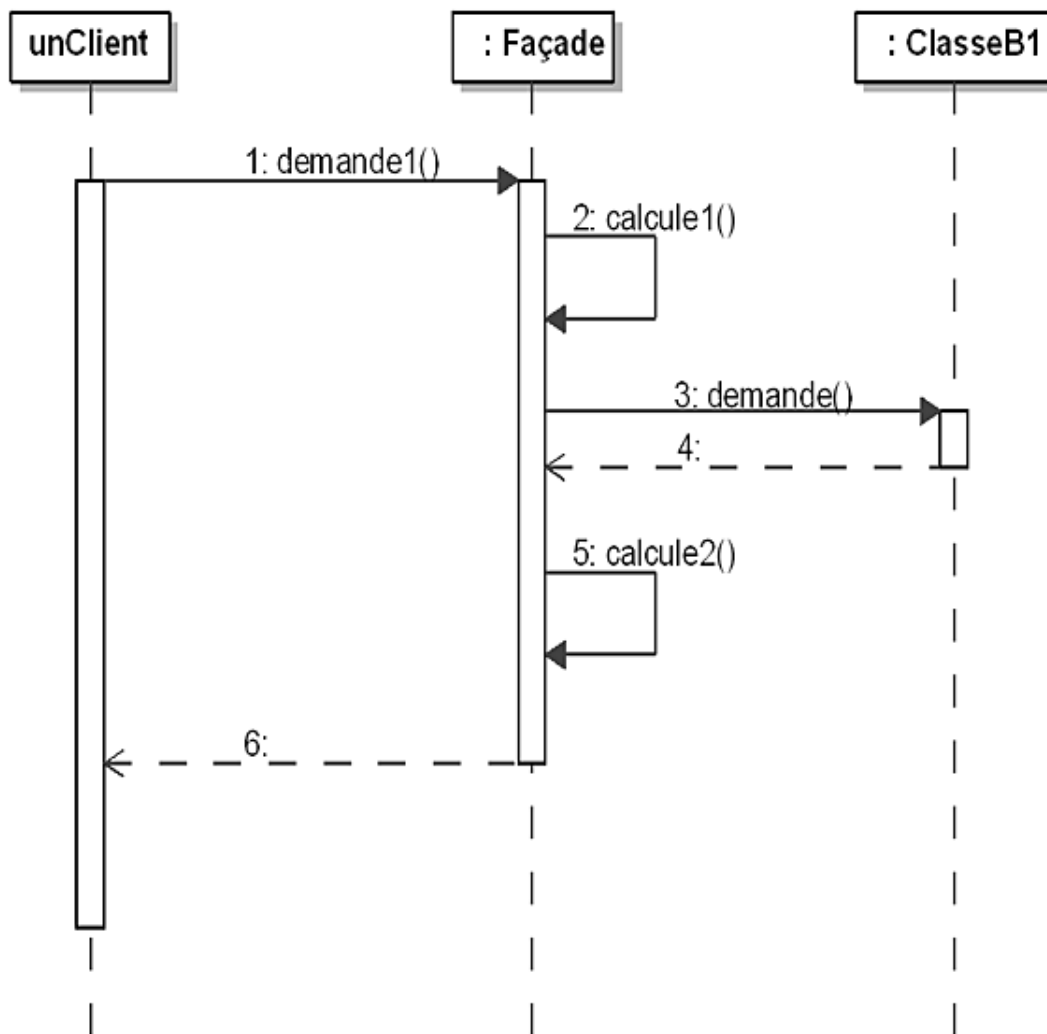 unClient
: Façade
: ClasseB1
1: demande1()
2: calcule1()
3: demande()
4:
5: calcule2()
6: